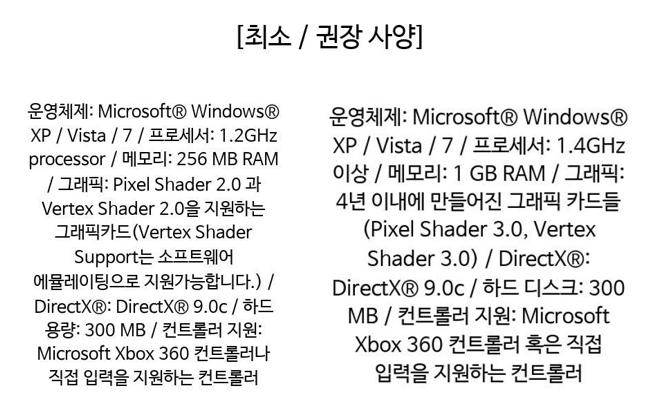 [최소 / 권장 사양]
운영체제: Microsoft® Windows®
XP / Vista / 7 / 프로세서: 1.2GHz
processor / 메모리: 256 MB RAM
/ 그래픽: Pixel Shader 2.0 과
Vertex Shader 2.0을 지원하는
그래픽카드(Vertex Shader
Support는 소프트웨어
에뮬레이팅으로 지원가능합니다.) /
DirectX®: DirectX® 9.0c / 하드
용량: 300 MB / 컨트롤러 지원:
Microsoft Xbox 360 컨트롤러나
직접 입력을 지원하는 컨트롤러
운영체제: Microsoft® Windows®
XP / Vista / 7 / 프로세서: 1.4GHz
이상 / 메모리: 1 GB RAM / 그래픽:
4년 이내에 만들어진 그래픽 카드들
(Pixel Shader 3.0, Vertex
Shader 3.0) / DirectX®:
DirectX® 9.0c / 하드 디스크: 300
MB / 컨트롤러 지원: Microsoft
Xbox 360 컨트롤러 혹은 직접
입력을 지원하는 컨트롤러